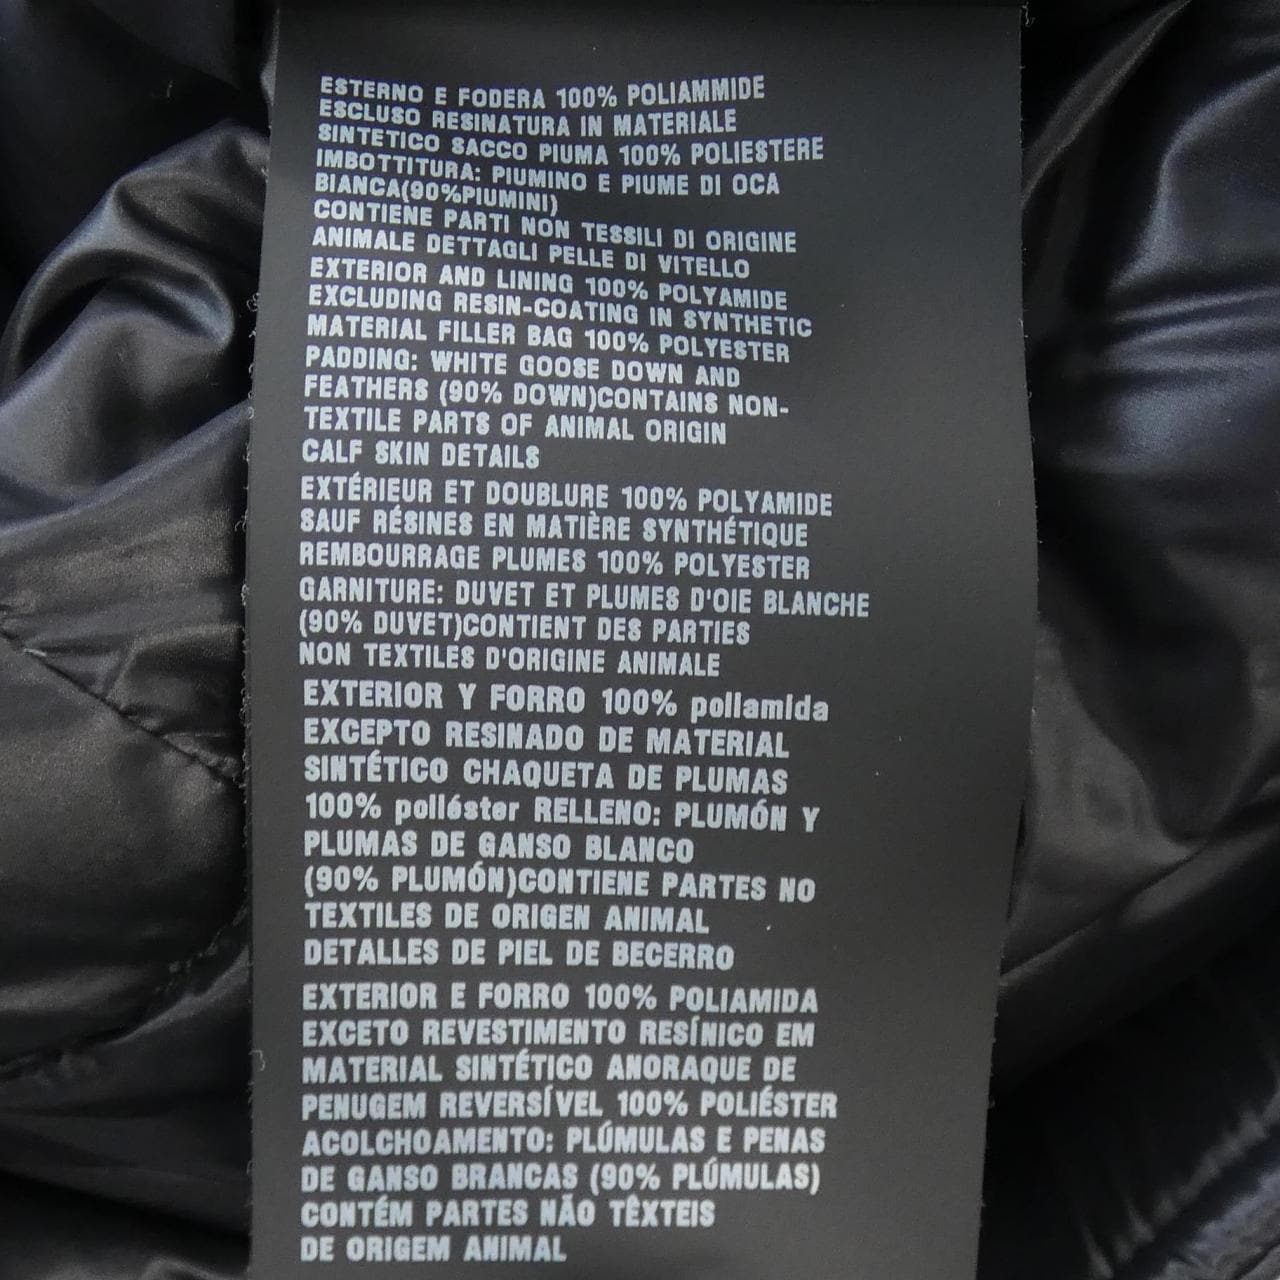 ESTERNO E FODERA 100% POLIAMMIDE
ESCLUSO RESINATURA IN MATERIALE
SINTETICO SACCO PIUMA 100% POLIESTERE
IMBOTTITURA: PIUMINO E PIUME DI OCA
BIANCA(90%PIUMINI)
CONTIENE PARTI NON TESSILI DI ORIGINE
ANIMALE DETTAGLI PELLE DI VITELLO
EXTERIOR AND LINING 100% POLYAMIDE
EXCLUDING RESIN-COATING IN SYNTHETIC
MATERIAL FILLER BAG 100% POLYESTER
PADDING: WHITE GOOSE DOWN AND
FEATHERS (90% DOWN)CONTAINS NON-
TEXTILE PARTS OF ANIMAL ORIGIN
CALF SKIN DETAILS
EXTÉRIEUR ET DOUBLURE 100% POLYAMIDE
SAUF RÉSINES EN MATIÈRE SYNTHÉTIQUE
REMBOURRAGE PLUMES 100% POLYESTER
GARNITURE: DUVET ET PLUMES D'OIE BLANCHE
(90% DUVET)CONTIENT DES PARTIES
NON TEXTILES D'ORIGINE ANIMALE
EXTERIOR Y FORRO 100% poliamida
EXCEPTO RESINADO DE MATERIAL
SINTÉTICO CHAQUETA DE PLUMAS
100% poliéster RELLENO: PLUMÓN Y
PLUMAS DE GANSO BLANCO
(90% PLUMÓN)CONTIENE PARTES NO
TEXTILES DE ORIGEN ANIMAL
DETALLES DE PIEL DE BECERRO
EXTERIOR E FORRO 100% POLIAMIDA
EXCETO REVESTIMENTO RESÍNICO EM
MATERIAL SINTÉTICO ANORAQUE DE
PENUGEM REVERSÍVEL 100% POLIÉSTER
ACOLCHOAMENTO: PLÚMULAS E PENAS
DE GANSO BRANCAS (90% PLÚMULAS)
CONTÉM PARTES NÃO TÊXTEIS
DE ORIGEM ANIMAL